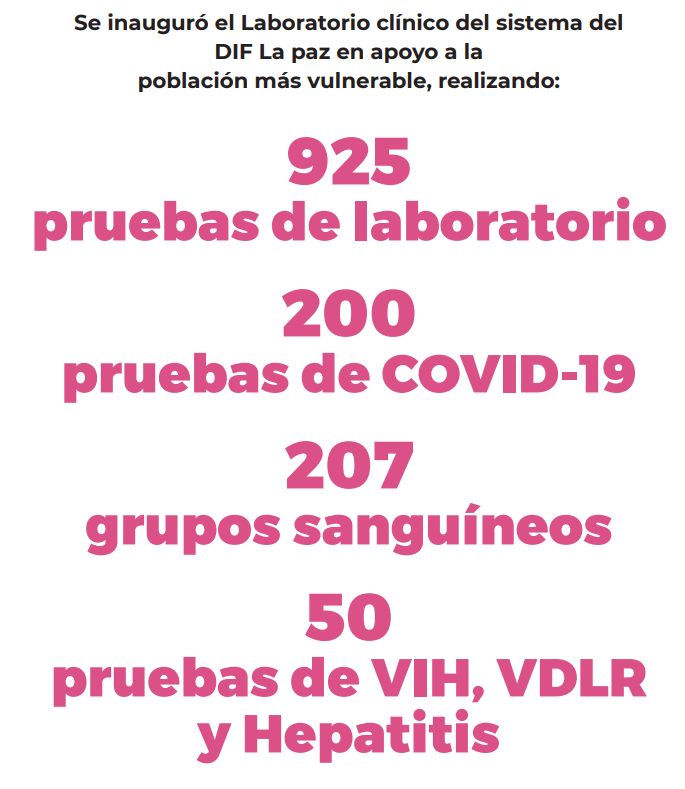 Se inauguró el Laboratorio clínico del sistema del
DIF La paz en apoyo a la
población más vulnerable, realizando:
925
pruebas de laboratorio
200
pruebas de COVID-19
207
grupos sanguíneos
50
pruebas de VIH, VDLR
y Hepatitis